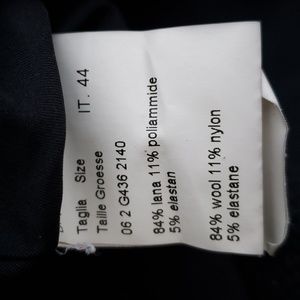 Taglia Size IT. 44
Taille Groesse
06 2 G436 2140
84% lana 11% poliammide
5% elastan
84% wool 11% nylon
5% elastane